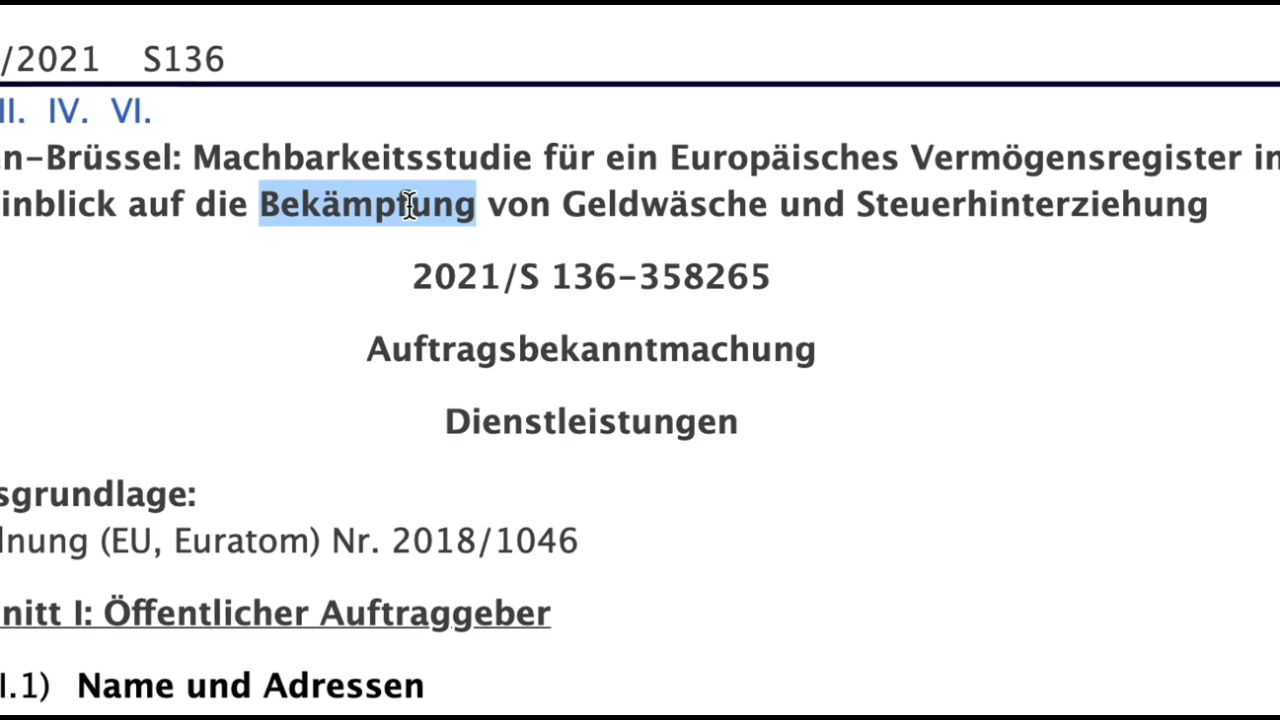 /2021 S136
II. IV. VI.
n-Brüssel: Machbarkeitsstudie für ein Europäisches Vermögensregister in
inblick auf die Bekämpfung von Geldwäsche und Steuerhinterziehung
2021/S 136-358265
Auftragsbekanntmachung
Dienstleistungen
sgrundlage:
dnung (EU, Euratom) Nr. 2018/1046
nitt I: Öffentlicher Auftraggeber
I.1) Name und Adressen